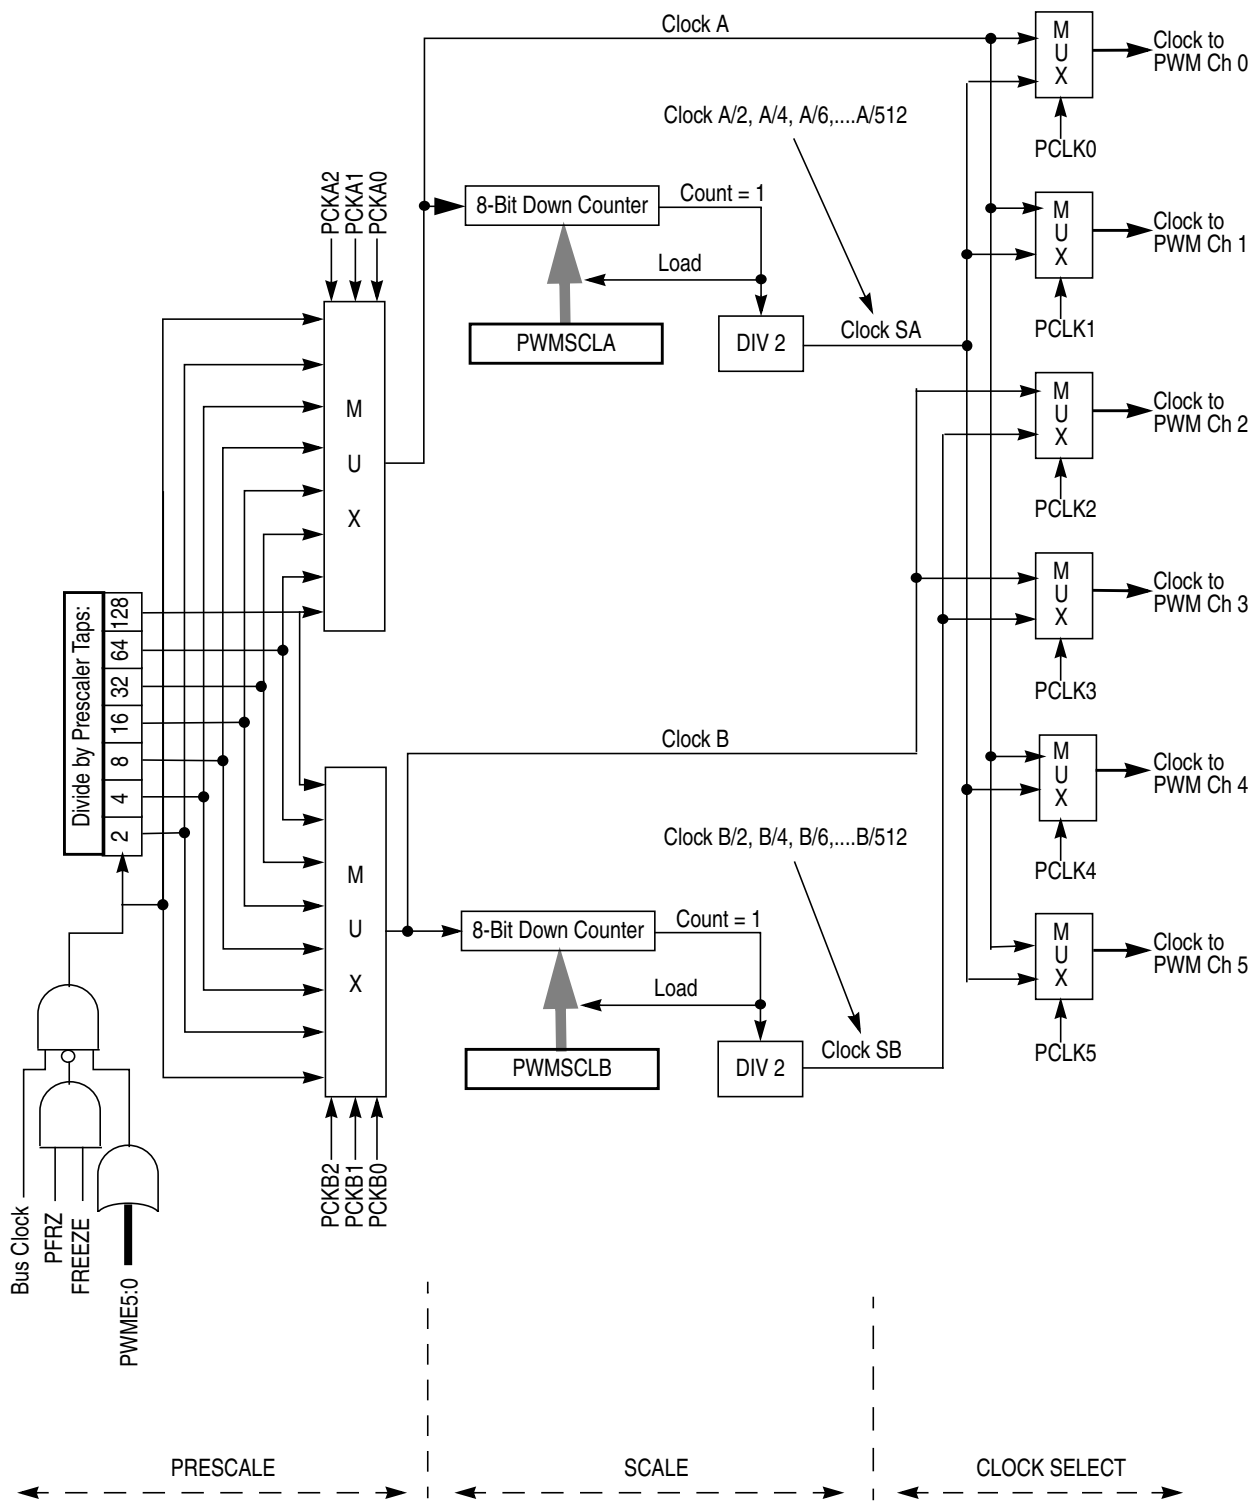 Clock A
M
U
X
Clock to
PWM Ch 0
PCLK0
Clock A/2, A/4, A/6,....A/512
PCKA2
PCKA1
PCKA0
8-Bit Down Counter
Count = 1
Load
PWMSCLA
DIV 2
Clock SA
M
U
X
Clock to
PWM Ch 1
PCLK1
M
U
X
M
U
X
Clock to
PWM Ch 2
PCLK2
M
U
X
Clock to
PWM Ch 3
PCLK3
Divide by Prescaler Taps:
128
64
32
16
8
4
2
Clock B
M
U
X
Clock to
PWM Ch 4
PCLK4
Clock B/2, B/4, B/6,....B/512
M
U
X
8-Bit Down Counter
Count = 1
Load
PWMSCLB
DIV 2
Clock SB
M
U
X
Clock to
PWM Ch 5
PCLK5
PCKB2
PCKB1
PCKB0
Bus Clock
PFRZ
FREEZE
PWME5:0
PRESCALE
SCALE
CLOCK SELECT